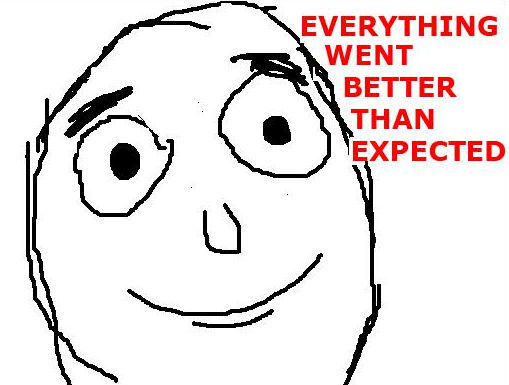 EVERYTHING
WENT
BETTER
THAN
EXPECTED